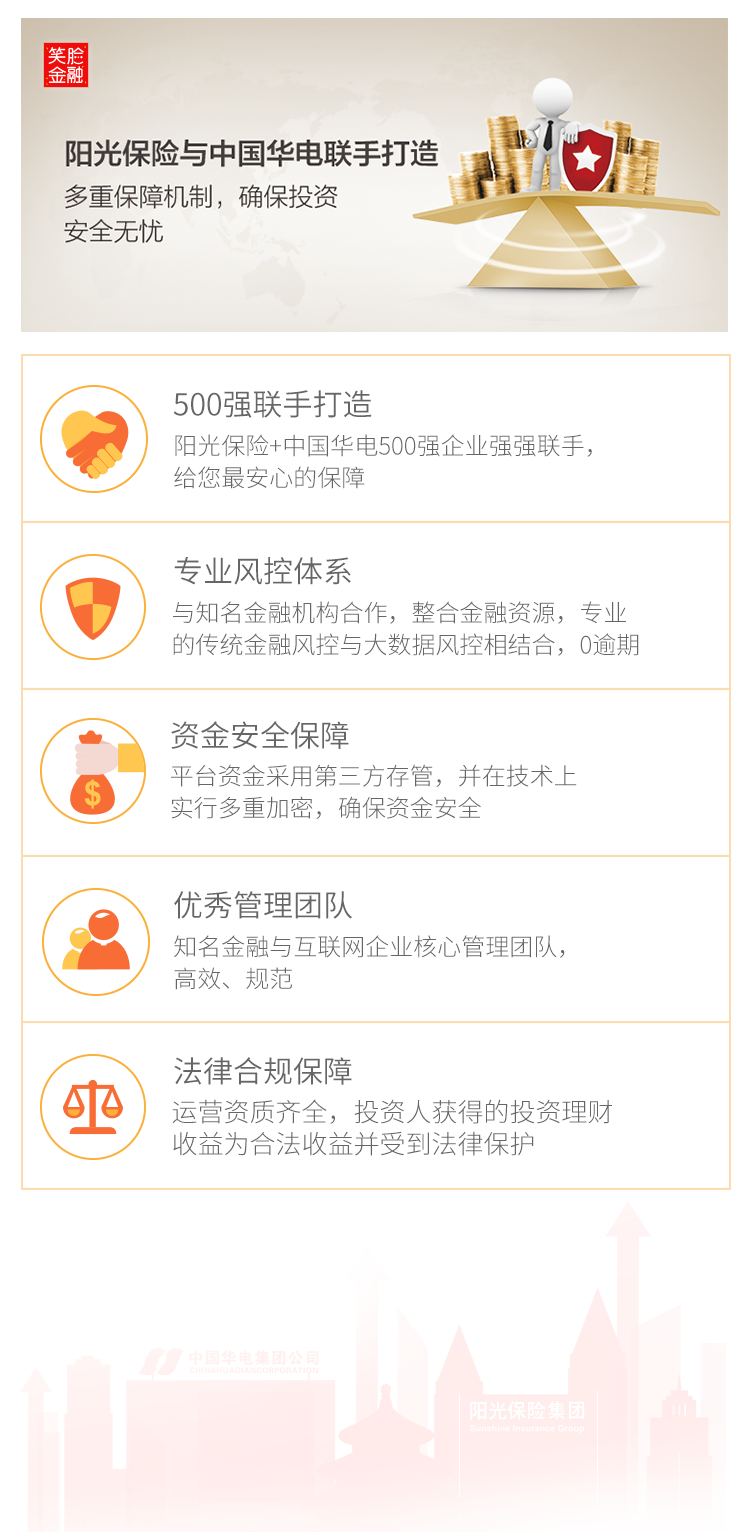 笑脸
金融
阳光保险与中国华电联手打造
多重保障机制，确保投资
安全无忧
500强联手打造
阳光保险+中国华电500强企业强强联手，
给您最安心的保障
专业风控体系
与知名金融机构合作，整合金融资源，专业
的传统金融风控与大数据风控相结合，0逾期
资金安全保障
平台资金采用第三方存管，并在技术上
实行多重加密，确保资金安全
$
优秀管理团队
知名金融与互联网企业核心管理团队，
高效、规范
法律合规保障
运营资质齐全，投资人获得的投资理财
收益为合法收益并受到法律保护
中国华电集团公司
CHINAHUADIANCORPORATION
阳光保险集团
Sunshine Insurance Group